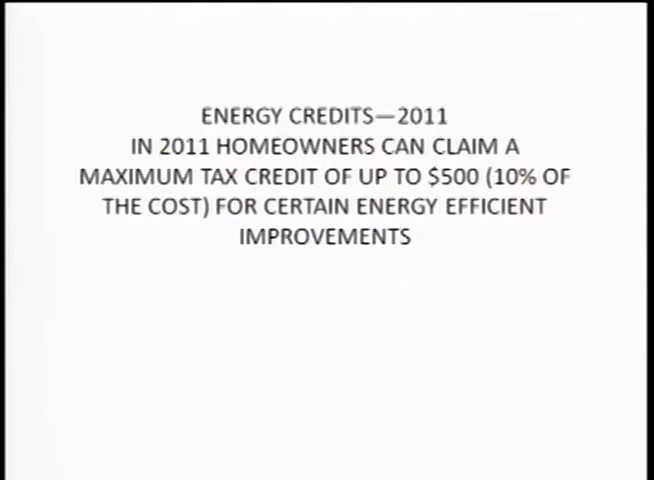 ENERGY CREDITS—2011
IN 2011 HOMEOWNERS CAN CLAIM A
MAXIMUM TAX CREDIT OF UP TO $500 (10% OF
THE COST) FOR CERTAIN ENERGY EFFICIENT
IMPROVEMENTS